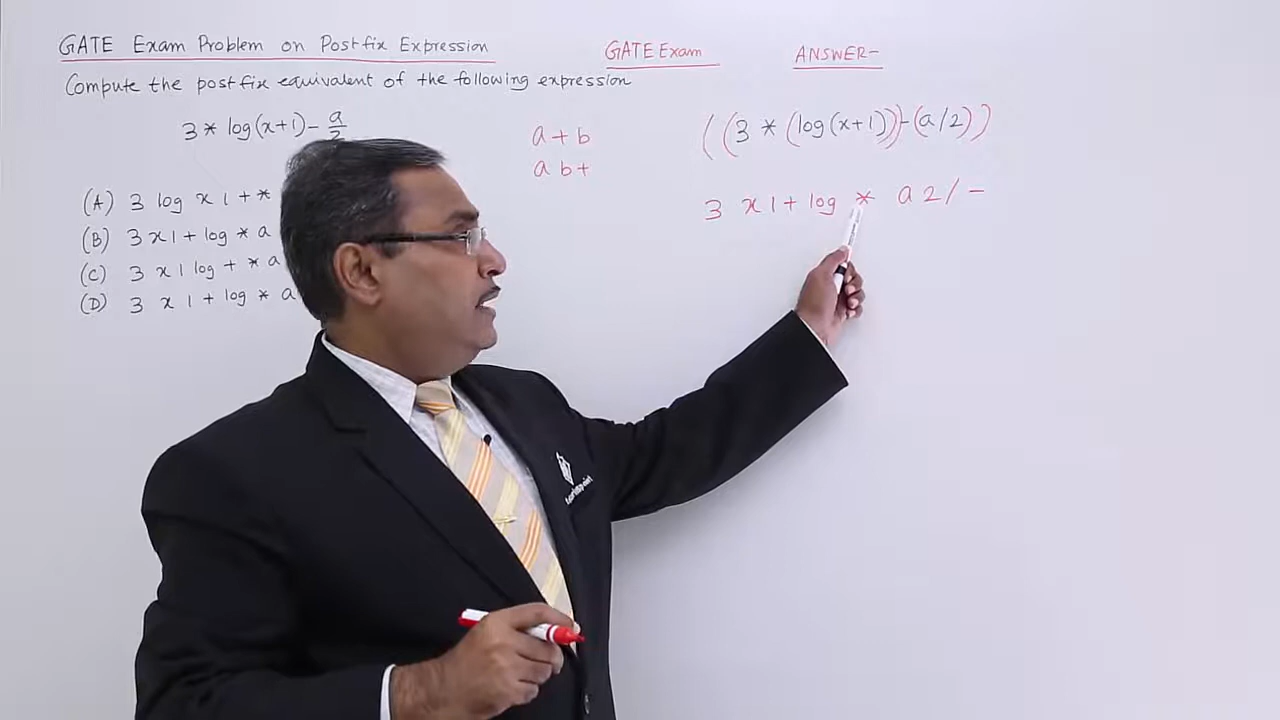 GATE Exam Problem on Postfix Expression
Compute the postfix equivalent of the following expression
3 * log(x+1) - a/2
(A) 3 log x 1 + *
(B) 3 x 1 + log * a
(C) 3 x 1 log + * a
(D) 3 x 1 + log * a
GATE Exam
a + b
a b +
ANSWER-
((3 * (log(x+1))) - (a/2))
3 x 1 + log * a 2 / -